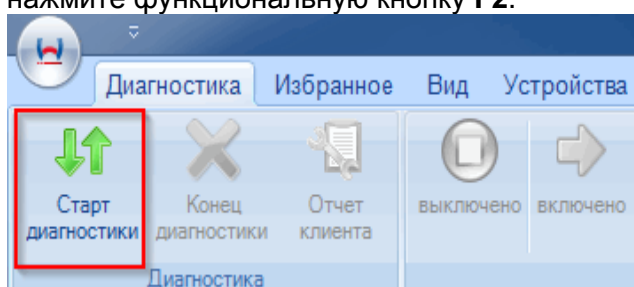 нажмите функциональную кнопку F2.
Диагностика Избранное Вид Устройства
Старт диагностики
Конец диагностики
Отчет клиента
выключено включено
Диагностика